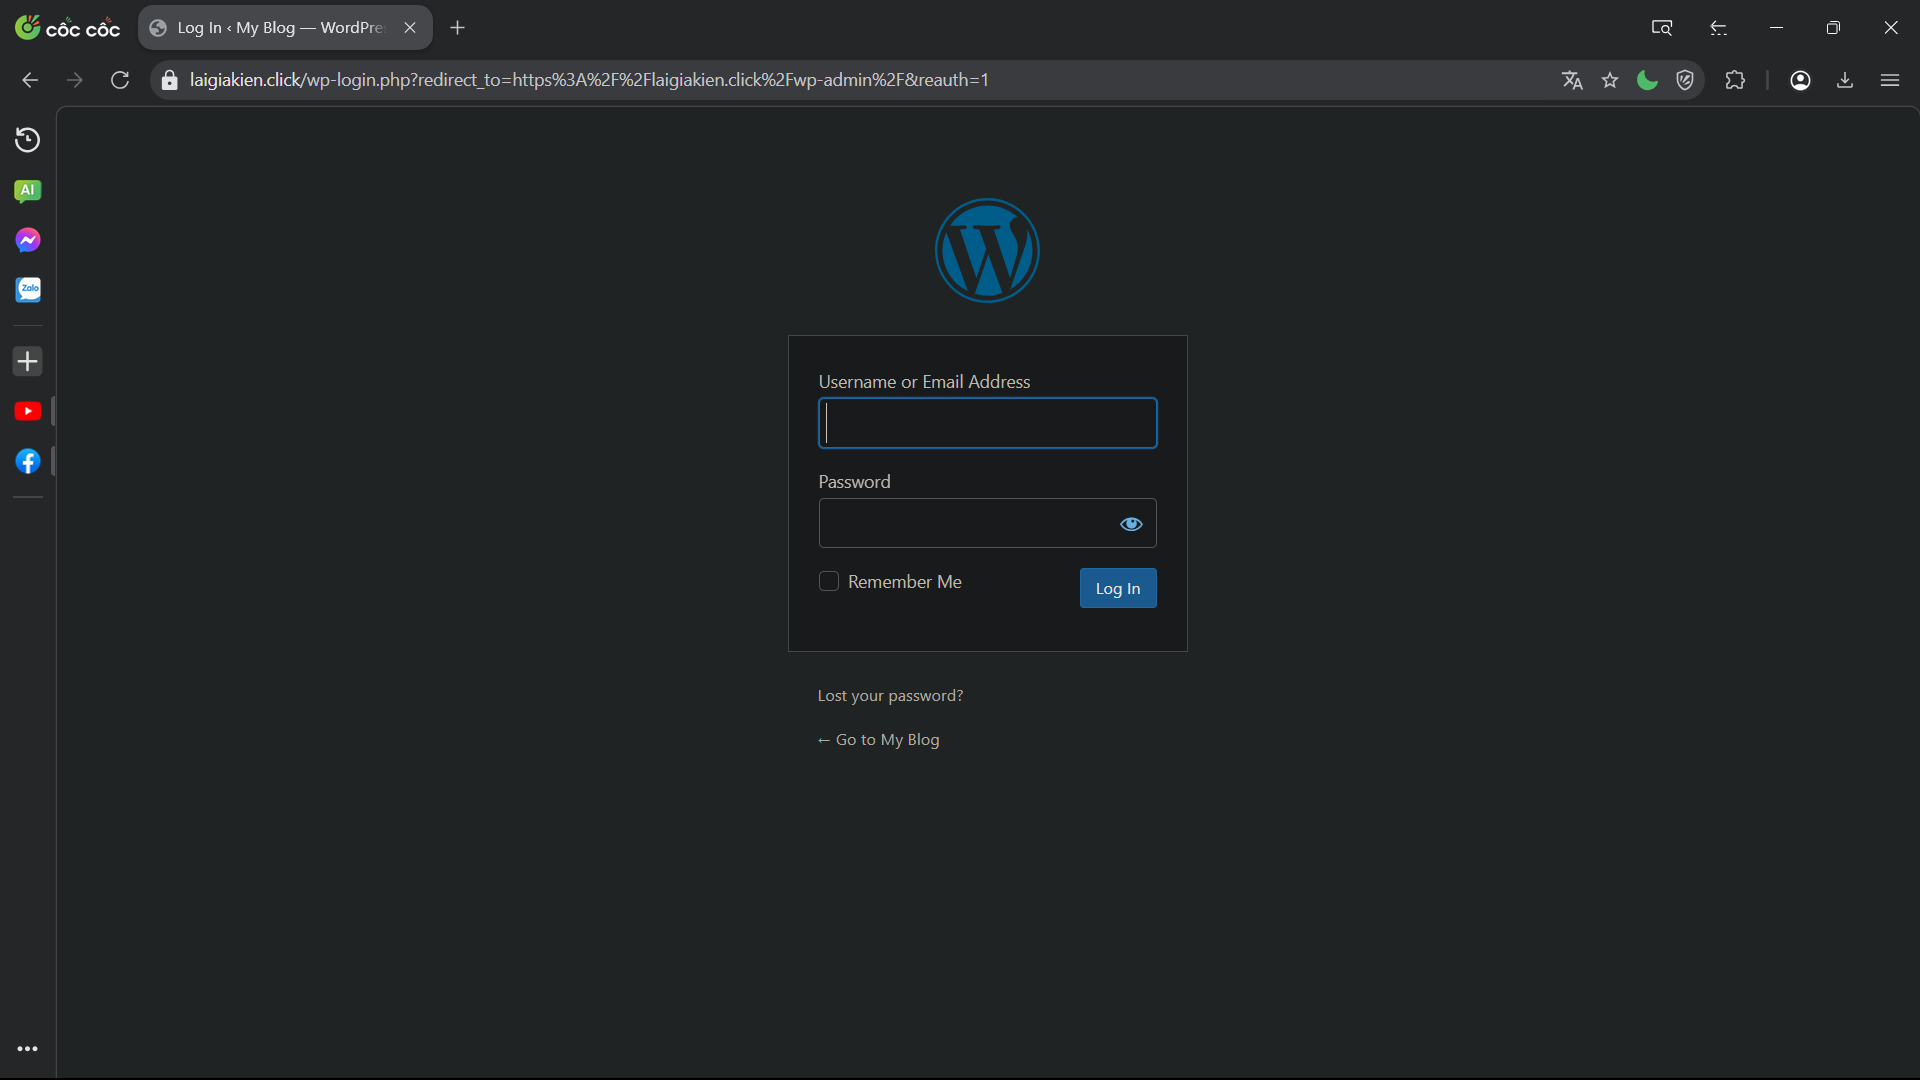 cốc cốc
Log In ‹ My Blog — WordPre
laigiakien.click/wp-login.php?redirect_to=https%3A%2F%2Flaigiakien.click%2Fwp-admin%2F&reauth=1
AI
Zalo
Username or Email Address
Password
Remember Me
Log In
Lost your password?
← Go to My Blog